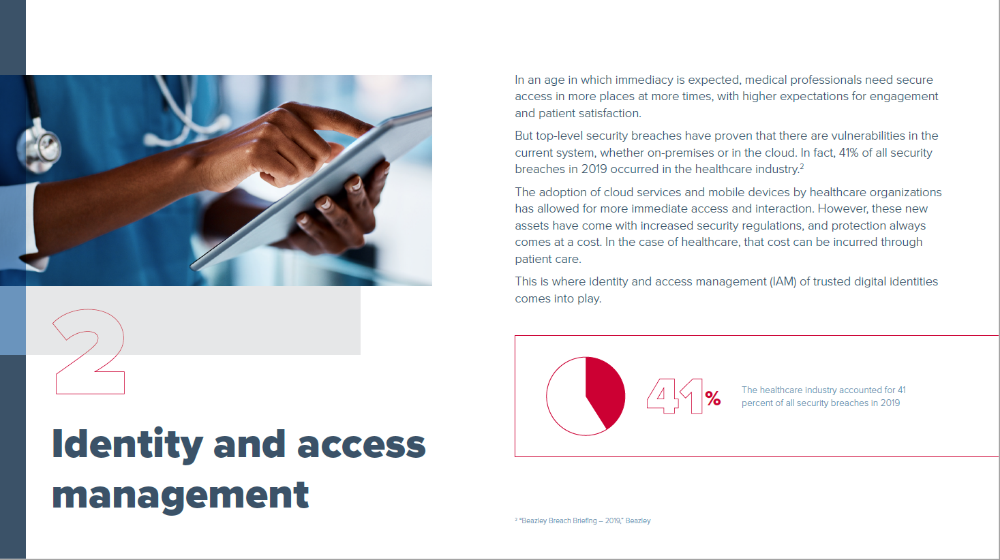 2
Identity and access
management
In an age in which immediacy is expected, medical professionals need secure
access in more places at more times, with higher expectations for engagement
and patient satisfaction.
But top-level security breaches have proven that there are vulnerabilities in the
current system, whether on-premises or in the cloud. In fact, 41% of all security
breaches in 2019 occurred in the healthcare industry.²
The adoption of cloud services and mobile devices by healthcare organizations
has allowed for more immediate access and interaction. However, these new
assets have come with increased security regulations, and protection always
comes at a cost. In the case of healthcare, that cost can be incurred through
patient care.
This is where identity and access management (IAM) of trusted digital identities
comes into play.
41%
The healthcare industry accounted for 41
percent of all security breaches in 2019
² “Beazley Breach Briefing – 2019,” Beazley